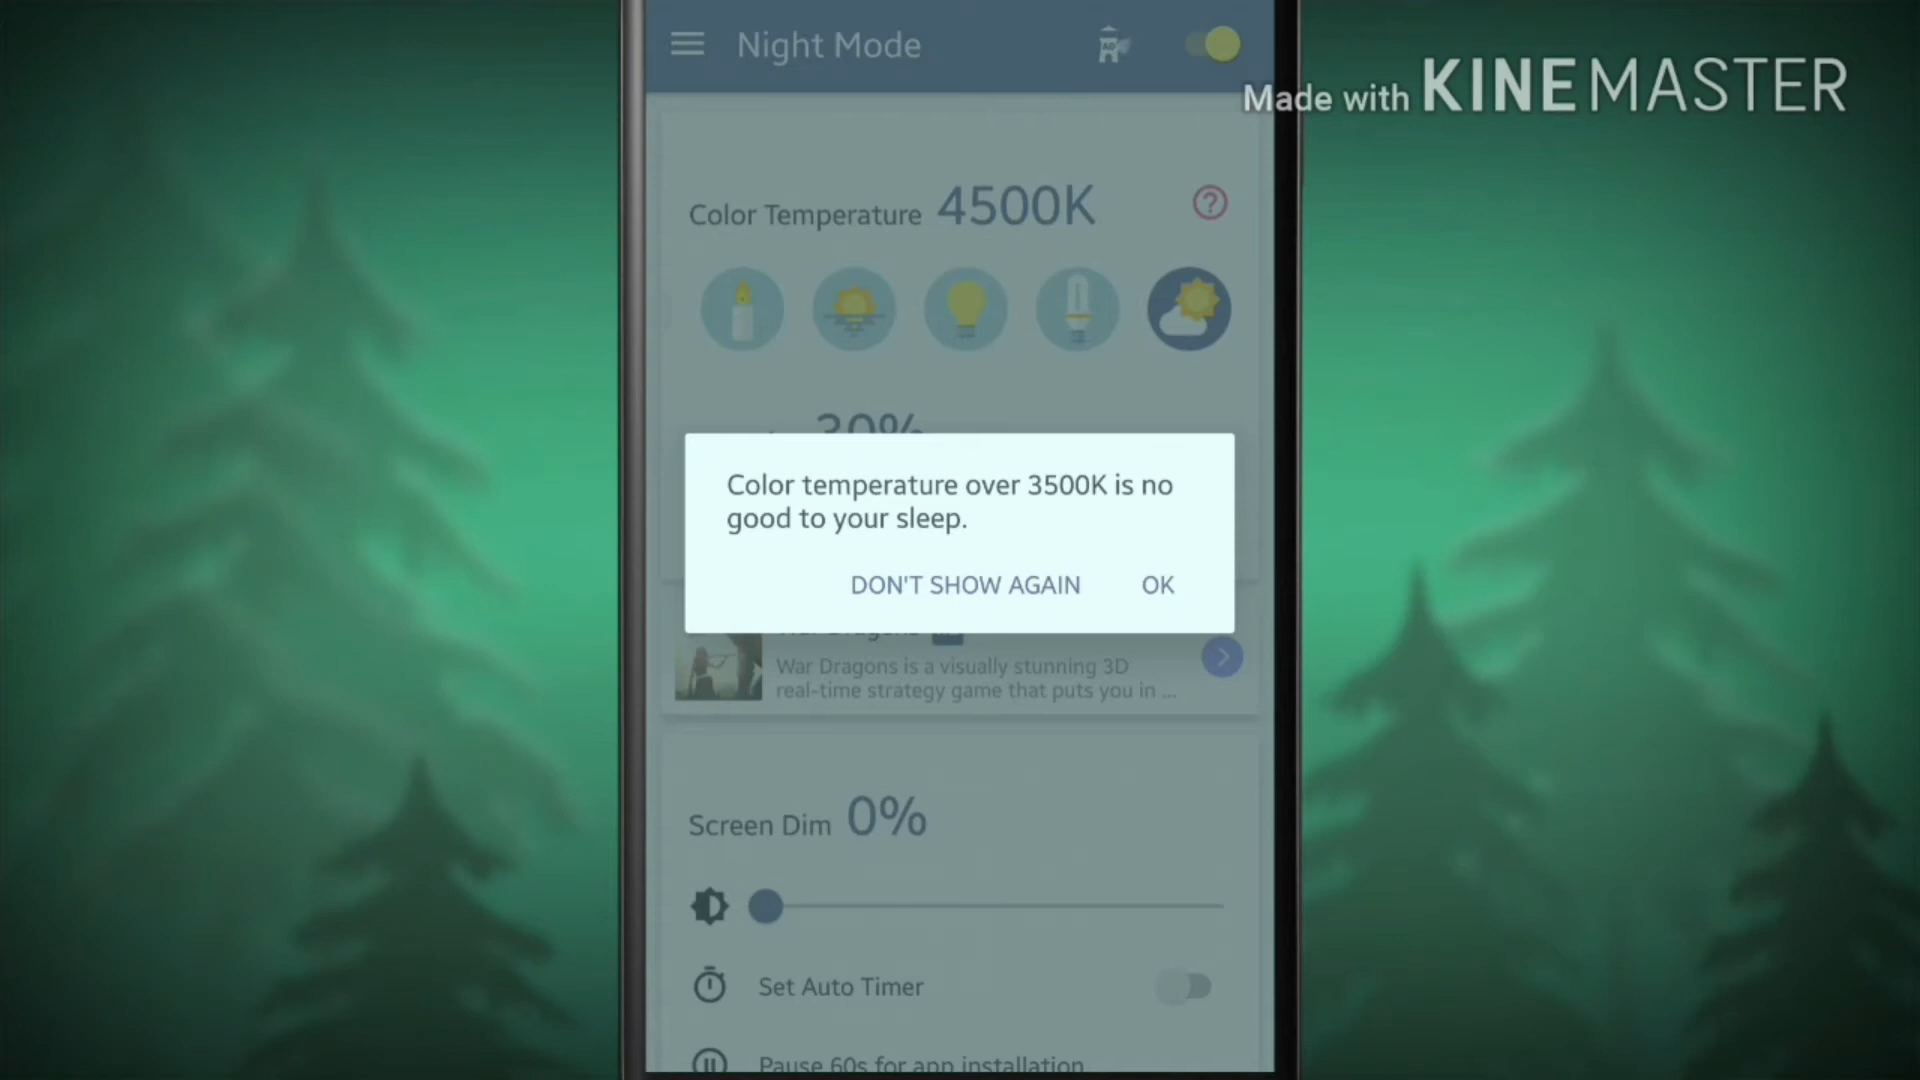 Night Mode
Made with KINEMASTER
Color Temperature 4500K
30%
Color temperature over 3500K is no
good to your sleep.
DON'T SHOW AGAIN OK
War Dragons is a visually stunning 3D
real-time strategy game that puts you in ...
Screen Dim 0%
Set Auto Timer
Pause 60s for app installation